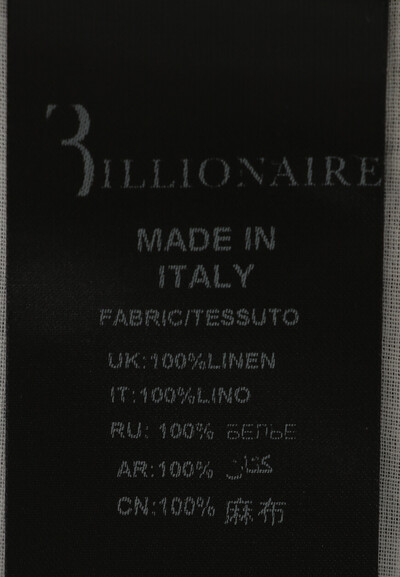 BILLIONAIRE
MADE IN
ITALY
FABRIC/TESSUTO
UK:100%LINEN
IT:100%LINO
RU: 100%
AR:100% كتان
CN:100% 麻布